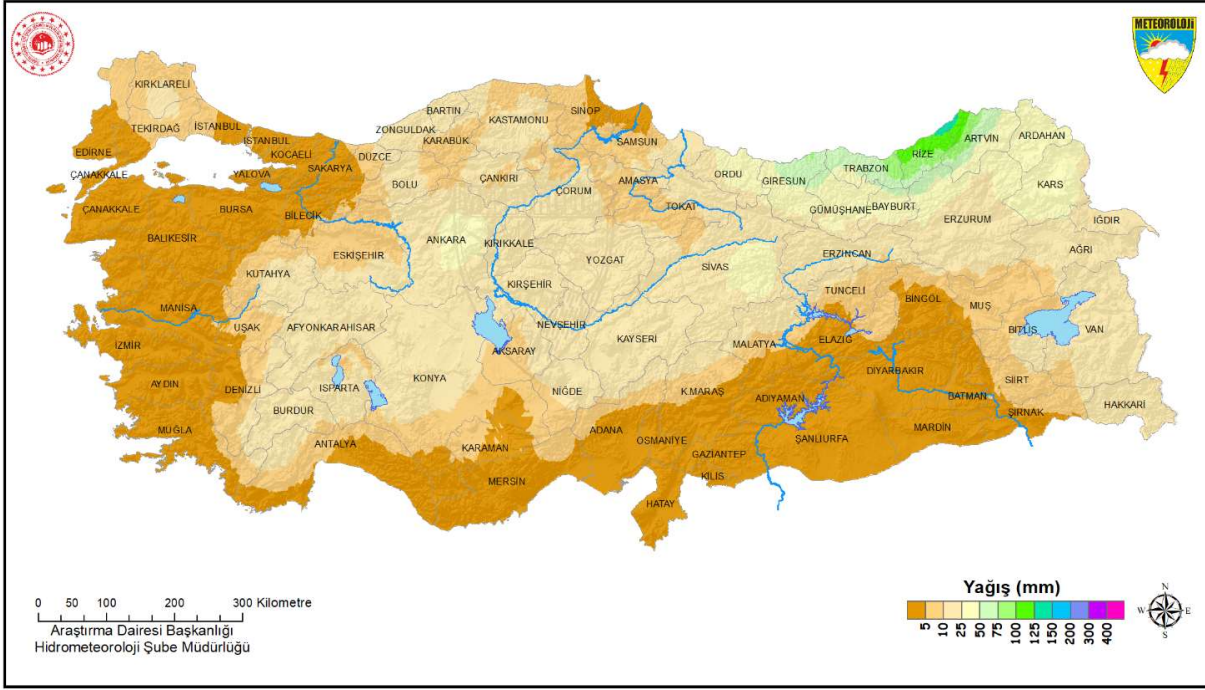 METEOROLOJİ
KIRKLARELİ
TEKİRDAĞ
İSTANBUL
EDİRNE
ÇANAKKALE
İSTANBUL
KOCAELİ
YALOVA
SAKARYA
DÜZCE
ZONGULDAK
BARTIN
KARABÜK
KASTAMONU
SİNOP
SAMSUN
BOLU
ÇANKIRI
ÇORUM
AMASYA
TOKAT
ORDU
GİRESUN
TRABZON
RİZE
ARTVİN
ARDAHAN
KARS
GÜMÜŞHANE
BAYBURT
ERZURUM
IĞDIR
AĞRI
ÇANAKKALE
BURSA
BİLECİK
BALIKESİR
ESKİŞEHİR
ANKARA
KIRIKKALE
YOZGAT
SİVAS
ERZİNCAN
KÜTAHYA
KIRŞEHİR
TUNCELİ
BİNGÖL
MUŞ
BİTLİS
VAN
MANİSA
UŞAK
AFYONKARAHİSAR
NEVŞEHİR
KAYSERİ
MALATYA
ELAZIĞ
İZMİR
AKSARAY
DİYARBAKIR
SİİRT
AYDIN
DENİZLİ
ISPARTA
KONYA
NİĞDE
K.MARAŞ
ADIYAMAN
BATMAN
ŞIRNAK
HAKKARİ
BURDUR
MUĞLA
ANTALYA
KARAMAN
ADANA
OSMANİYE
GAZİANTEP
ŞANLIURFA
MARDİN
MERSİN
KİLİS
HATAY
0 50 100 200 300 Kilometre
Araştırma Dairesi Başkanlığı
Hidrometeoroloji Şube Müdürlüğü
Yağış (mm)
5 10 25 50 75 100 125 150 200 300 400
N
W E
S